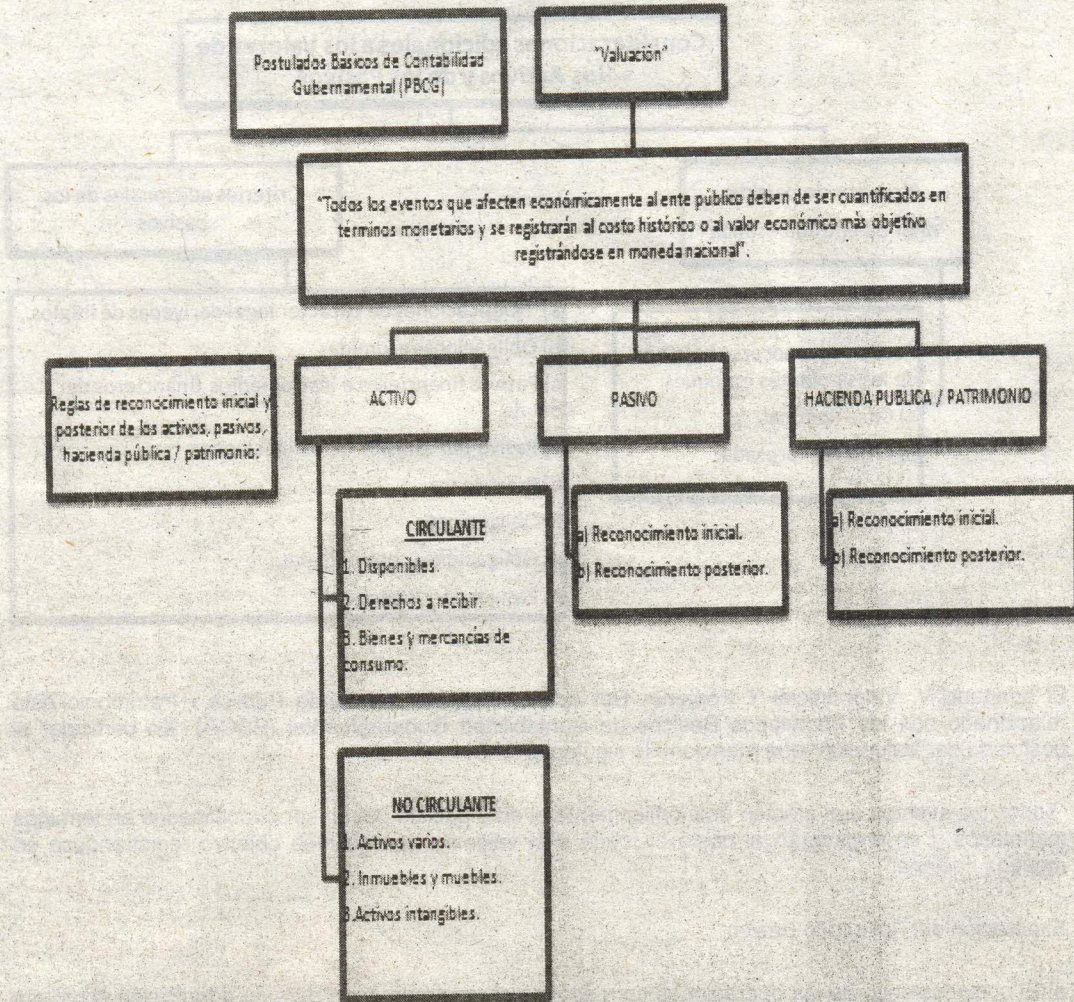 Postulados Básicos de Contabilidad
Gubernamental (PBCG)
"Valuación"
"Todos los eventos que afecten económicamente al ente público deben de ser cuantificados en
términos monetarios y se registrarán al costo histórico o al valor económico más objetivo
registrándose en moneda nacional".
Reglas de reconocimiento inicial y
posterior de los activos, pasivos,
hacienda pública / patrimonio:
ACTIVO
PASIVO
HACIENDA PUBLICA / PATRIMONIO
CIRCULANTE
1. Disponibles.
2. Derechos a recibir.
3. Bienes y mercancías de
consumo.
a) Reconocimiento inicial.
b) Reconocimiento posterior.
a) Reconocimiento inicial.
b) Reconocimiento posterior.
NO CIRCULANTE
1. Activos varios.
2. Inmuebles y muebles.
3.Activos intangibles.